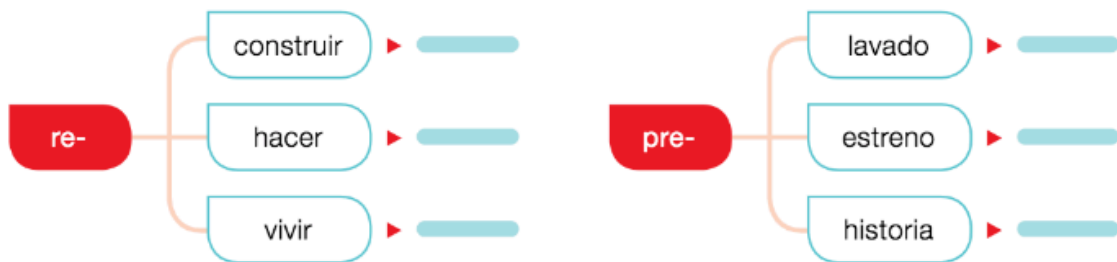 re-
construir
hacer
vivir
pre-
lavado
estreno
historia